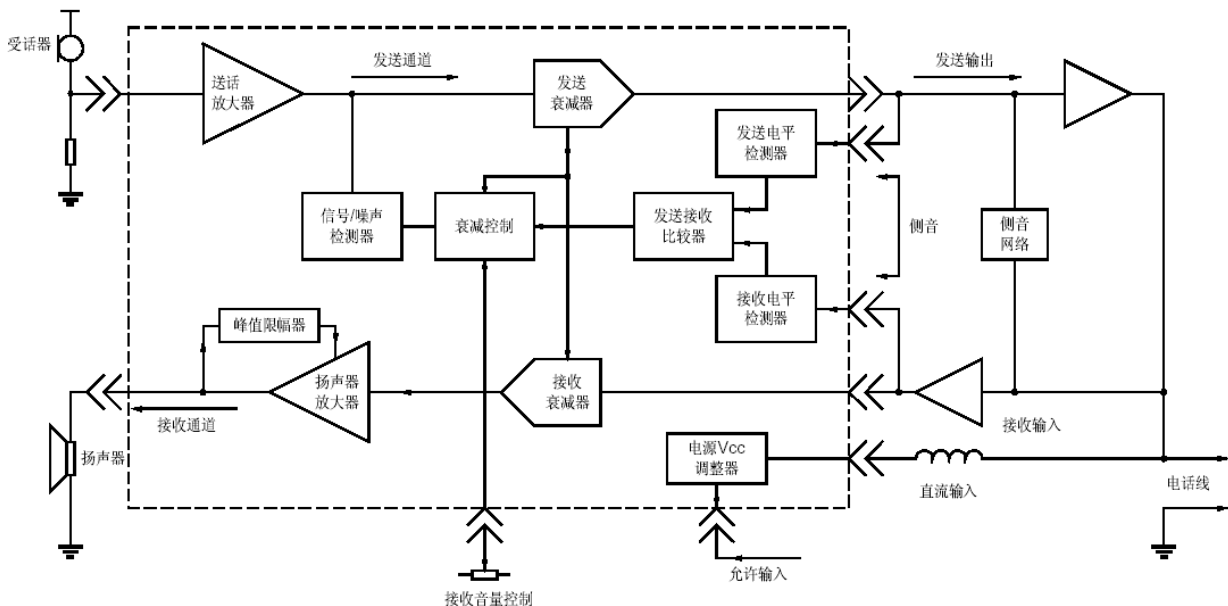 受话器
送话
放大器
发送通道
发送
衰减器
发送输出
发送电平
检测器
信号/噪声
检测器
衰减控制
发送接收
比较器
侧音
侧音
网络
接收电平
检测器
峰值限幅器
扬声器
放大器
接收
衰减器
接收通道
接收输入
扬声器
电源Vcc
调整器
直流输入
电话线
允许输入
接收音量控制